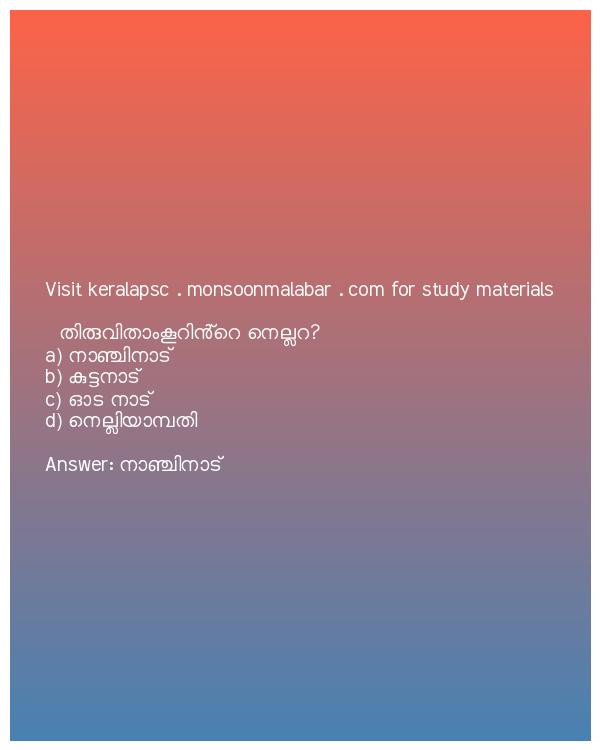 Visit keralapsc . monsoonmalabar . com for study materials
തിരുവിതാംകൂറിൻ്റെ നെല്ലറ?
a) നാഞ്ചിനാട്
b) കുട്ടനാട്
c) ഓട നാട്
d) നെല്ലിയാമ്പതി
Answer: നാഞ്ചിനാട്